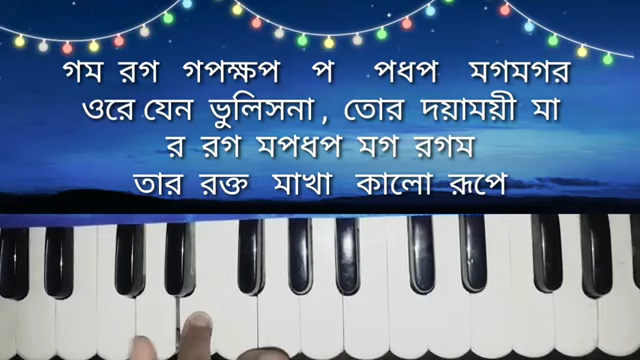 গম রগ গপক্ষপ প পধপ মগমগর
ওরে যেন ভুলিসনা , তোর দয়াময়ী মা
র রগ মপধপ মগ রগম
তার রক্ত মাখা কালো রূপে